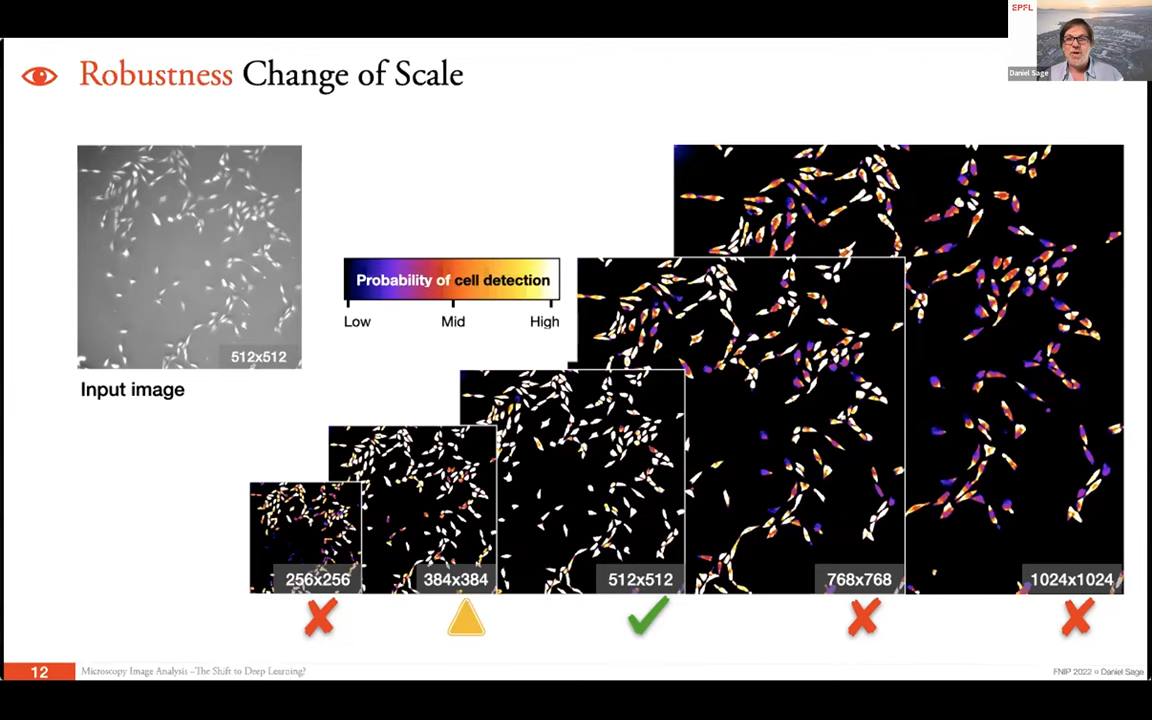 EPFL
Daniel Sage
Robustness Change of Scale
512x512
Input image
Probability of cell detection
Low Mid High
256x256 384x384 512x512 768x768 1024x1024
12 Microscopy Image Analysis –The Shift to Deep Learning? FNIP 2022 ¤ Daniel Sage